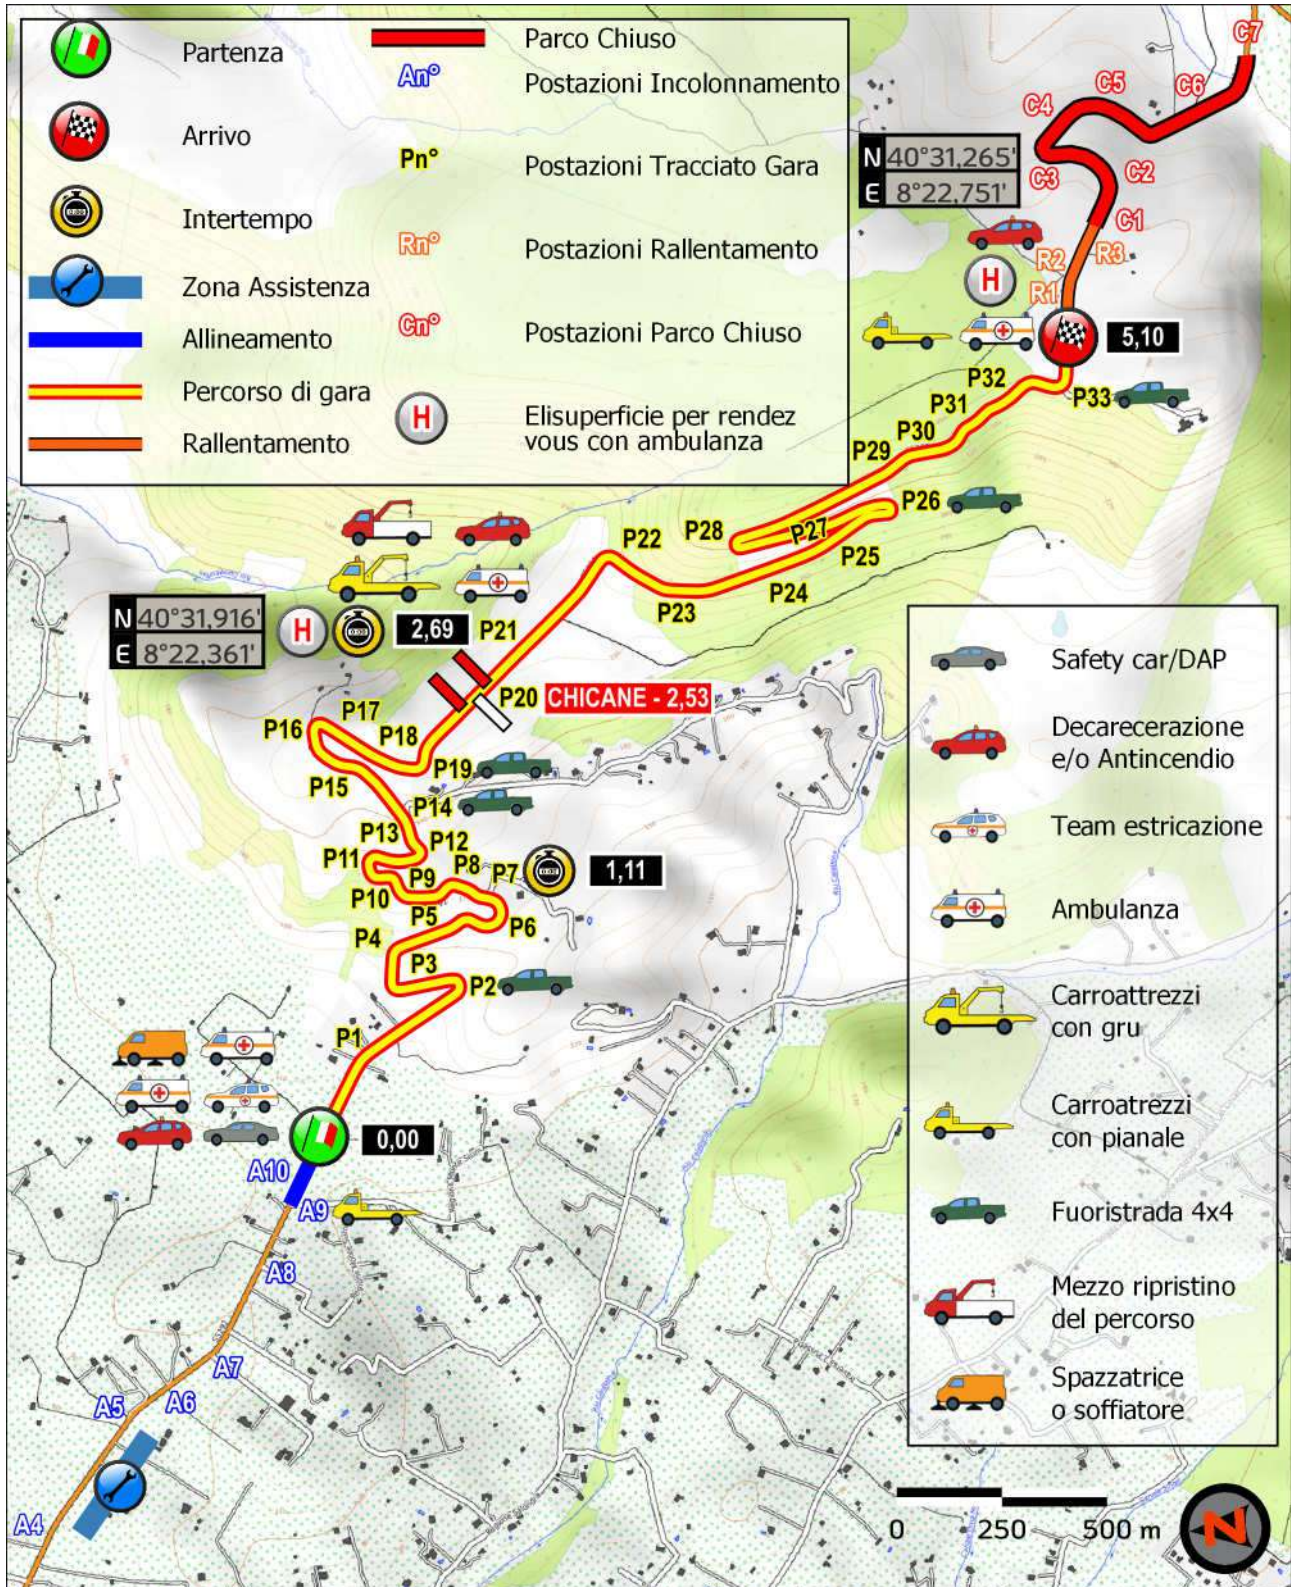 Partenza
Arrivo
Intertempo
Zona Assistenza
Allineamento
Percorso di gara
Rallentamento
Parco Chiuso
An° Postazioni Incolonnamento
Pn° Postazioni Tracciato Gara
Rn° Postazioni Rallentamento
Cn° Postazioni Parco Chiuso
H Elisuperficie per rendez
vous con ambulanza
C7
C6
C5
C4
N 40°31,265'
E 8°22,751'
C3
C2
C1
R3
R2
H
R1
5,10
P32
P33
P31
P30
P29
P26
P28
P27
P25
P22
P24
P23
N 40°31,916'
E 8°22,361'
H
2,69
P21
P20
CHICANE - 2,53
P17
P16
P18
P19
P15
P14
P13
P12
P11
P8
P7
1,11
P9
P10
P5
P6
P4
P3
P2
P1
0,00
A10
A9
A8
A7
A6
A5
A4
Safety car/DAP
Decarecerazione
e/o Antincendio
Team estricazione
Ambulanza
Carroattrezzi
con gru
Carroatrezzi
con pianale
Fuoristrada 4x4
Mezzo ripristino
del percorso
Spazzatrice
o soffiatore
0 250 500 m
N